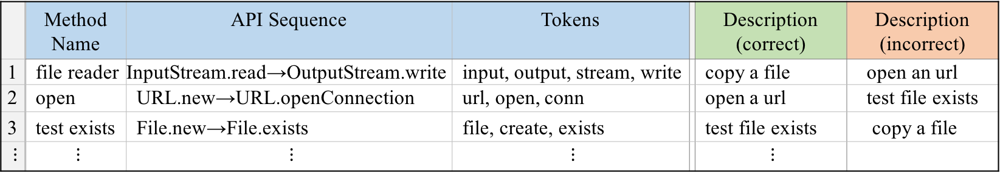 Method Name API Sequence Tokens Description (correct) Description (incorrect)
1 file reader InputStream.read→OutputStream.write input, output, stream, write copy a file open an url
2 open URL.new→URL.openConnection url, open, conn open a url test file exists
3 test exists File.new→File.exists file, create, exists test file exists copy a file
⋮ ⋮ ⋮ ⋮ ⋮